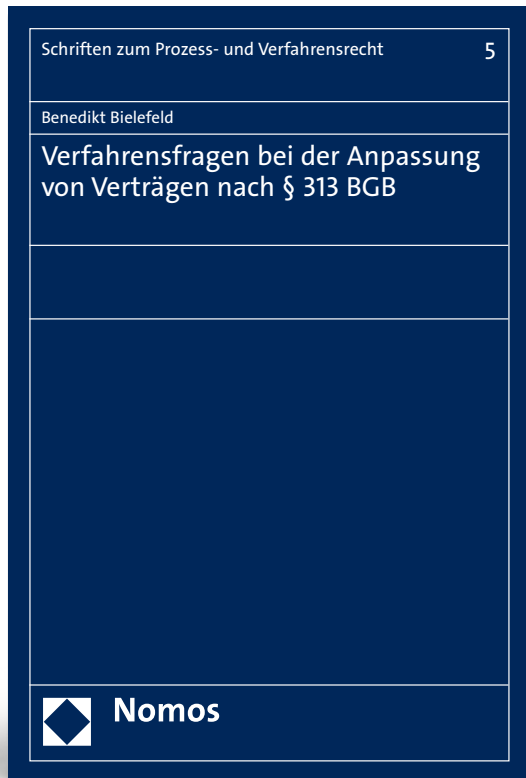 Schriften zum Prozess- und Verfahrensrecht 5
Benedikt Bielefeld
Verfahrensfragen bei der Anpassung
von Verträgen nach § 313 BGB
Nomos